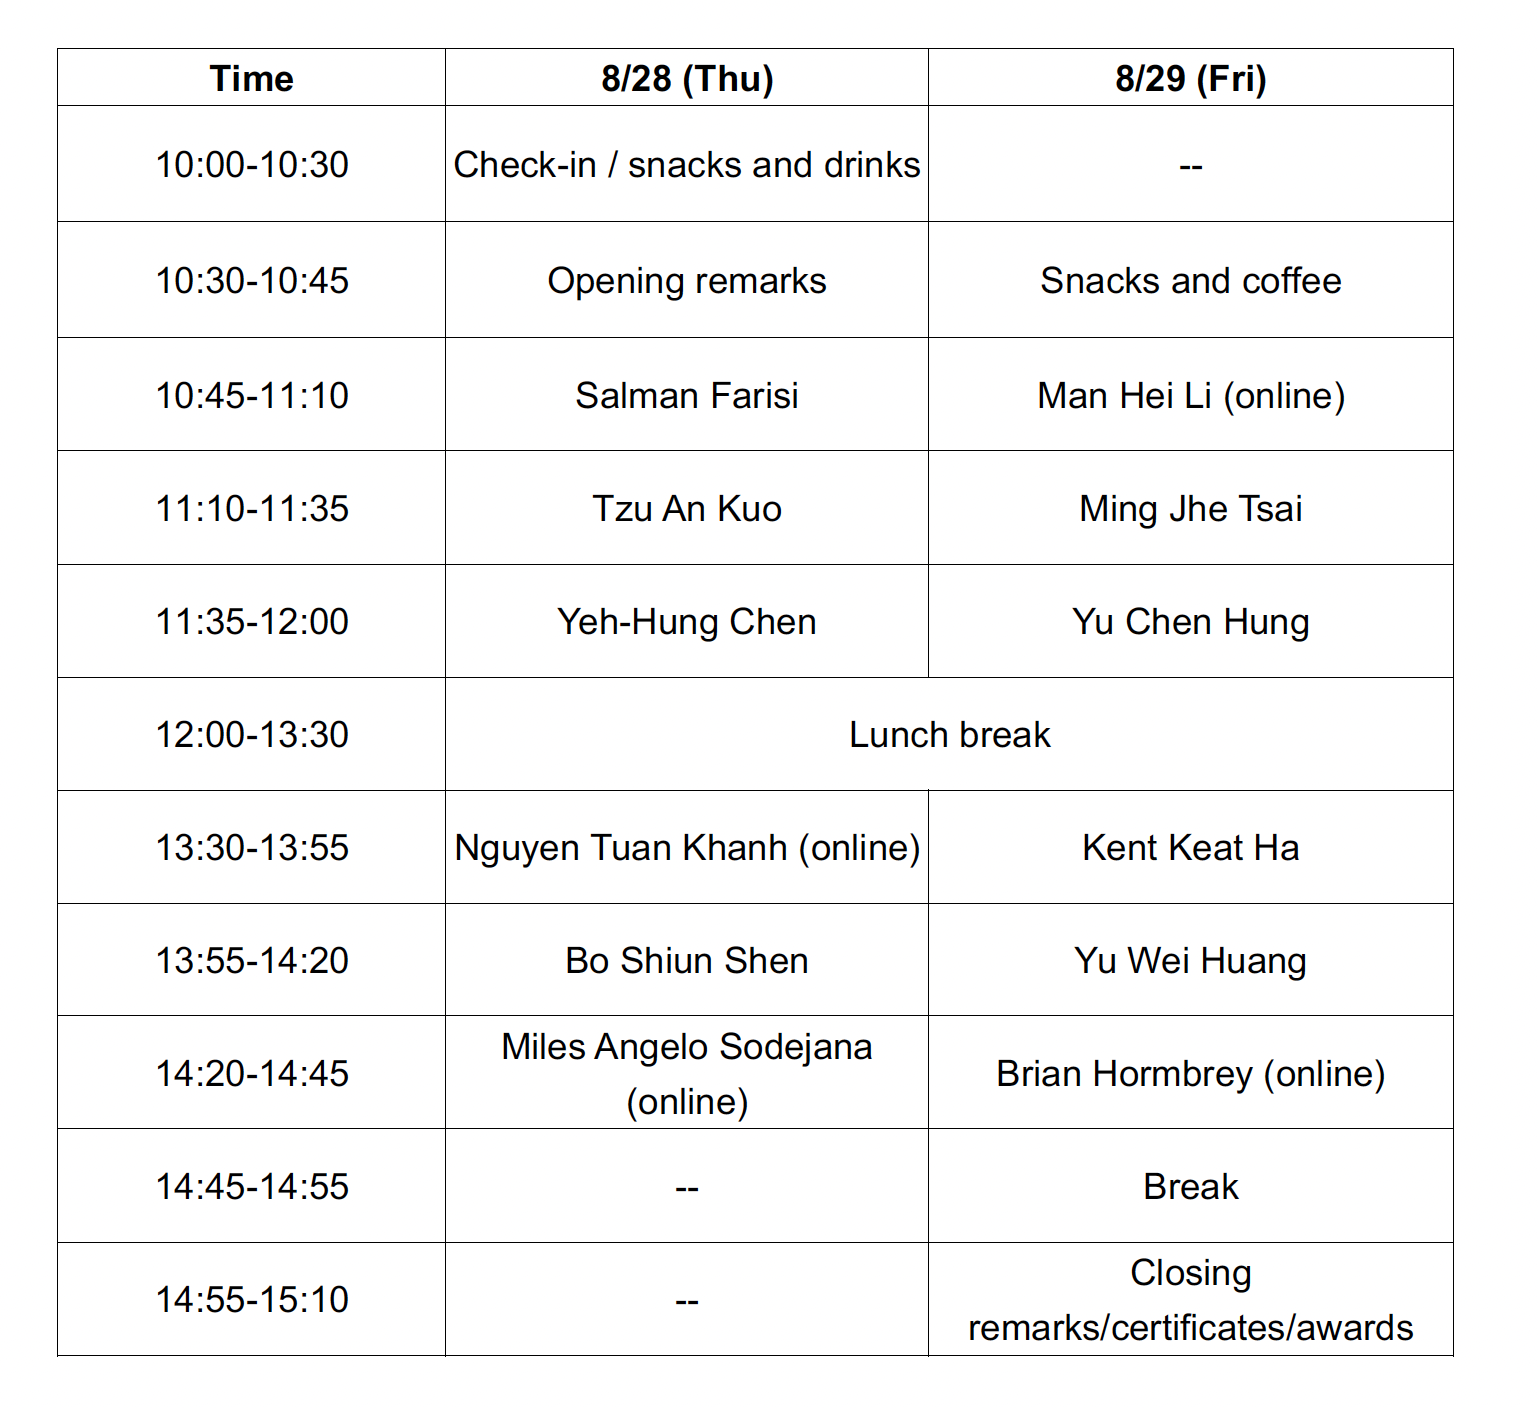 Time 8/28 (Thu) 8/29 (Fri)
10:00-10:30 Check-in / snacks and drinks --
10:30-10:45 Opening remarks Snacks and coffee
10:45-11:10 Salman Farisi Man Hei Li (online)
11:10-11:35 Tzu An Kuo Ming Jhe Tsai
11:35-12:00 Yeh-Hung Chen Yu Chen Hung
12:00-13:30 Lunch break
13:30-13:55 Nguyen Tuan Khanh (online) Kent Keat Ha
13:55-14:20 Bo Shiun Shen Yu Wei Huang
14:20-14:45 Miles Angelo Sodejana
(online) Brian Hormbrey (online)
14:45-14:55 -- Break
14:55-15:10 -- Closing
remarks/certificates/awards